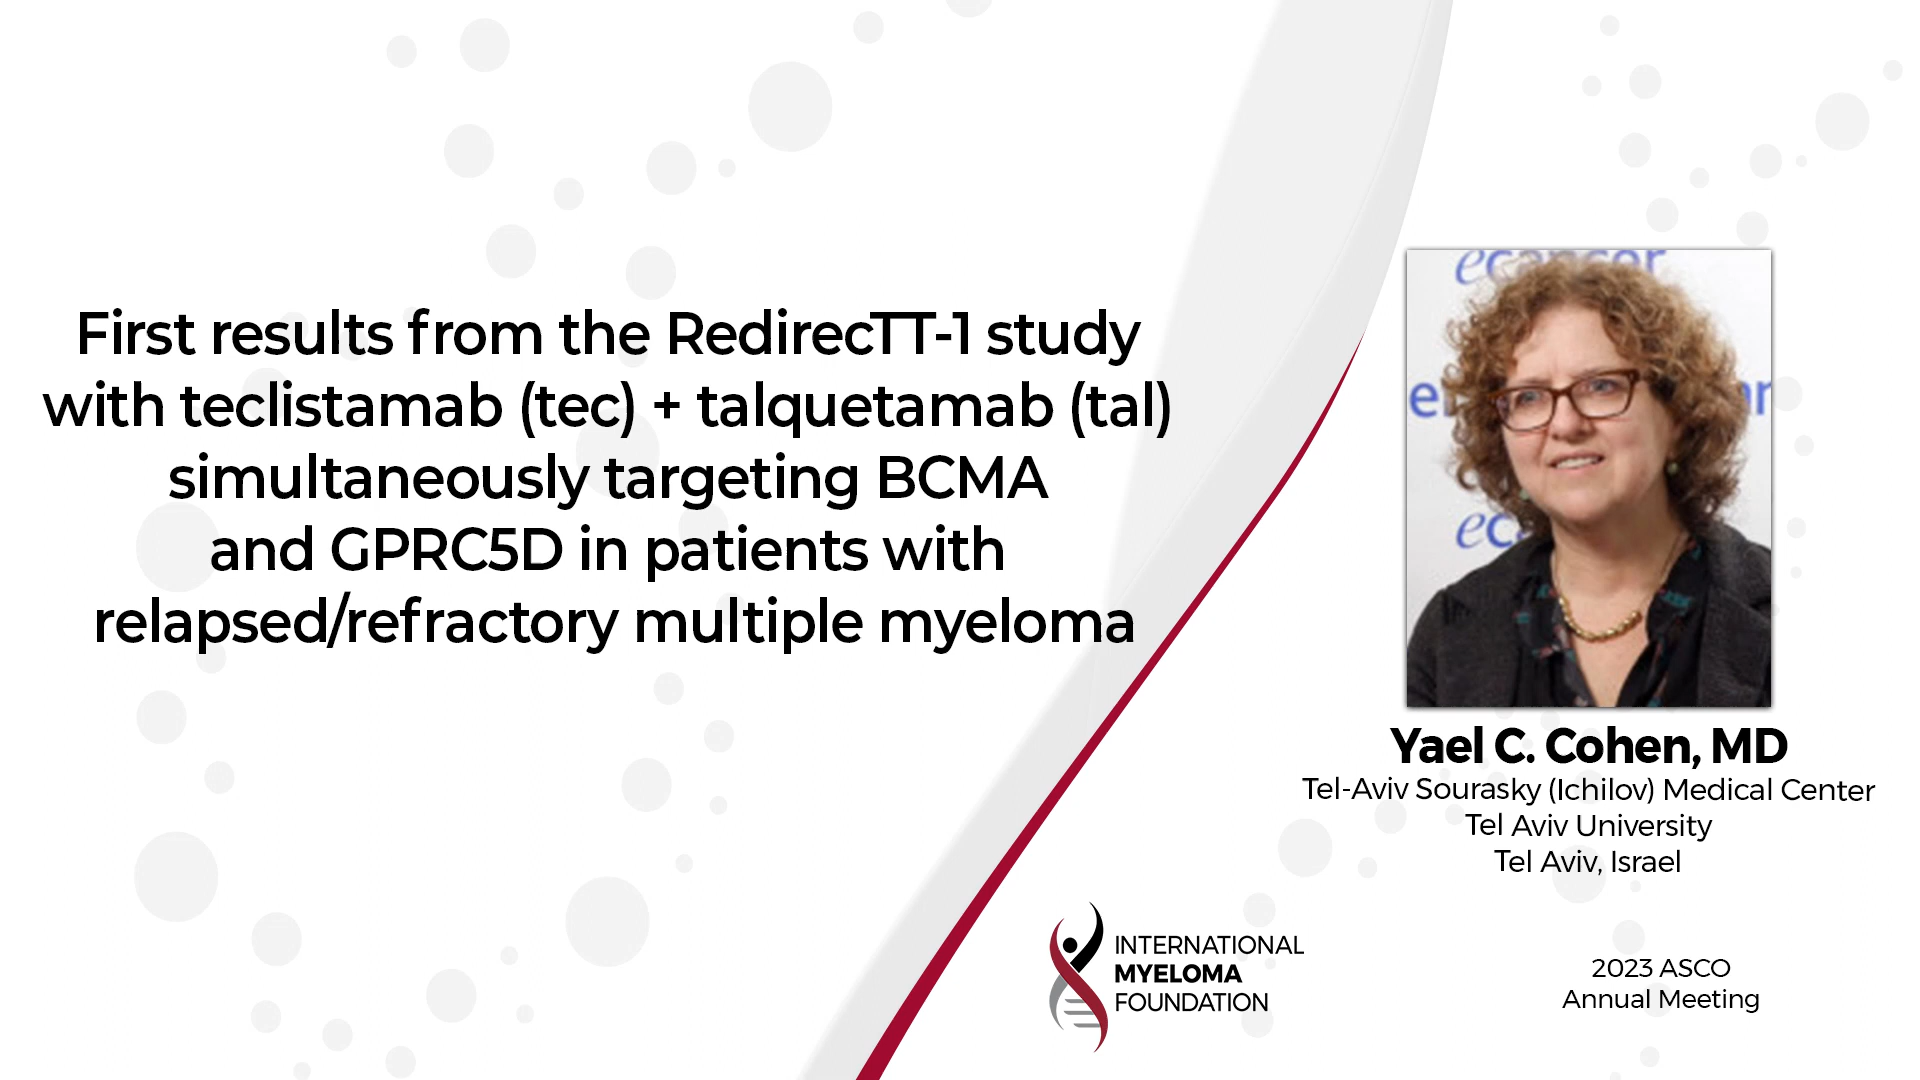 First results from the RedirecTT-1 study
with teclistamab (tec) + talquetamab (tal)
simultaneously targeting BCMA
and GPRC5D in patients with
relapsed/refractory multiple myeloma
ecancer
Yael C. Cohen, MD
Tel-Aviv Sourasky (Ichilov) Medical Center
Tel Aviv University
Tel Aviv, Israel
INTERNATIONAL
MYELOMA
FOUNDATION
2023 ASCO
Annual Meeting